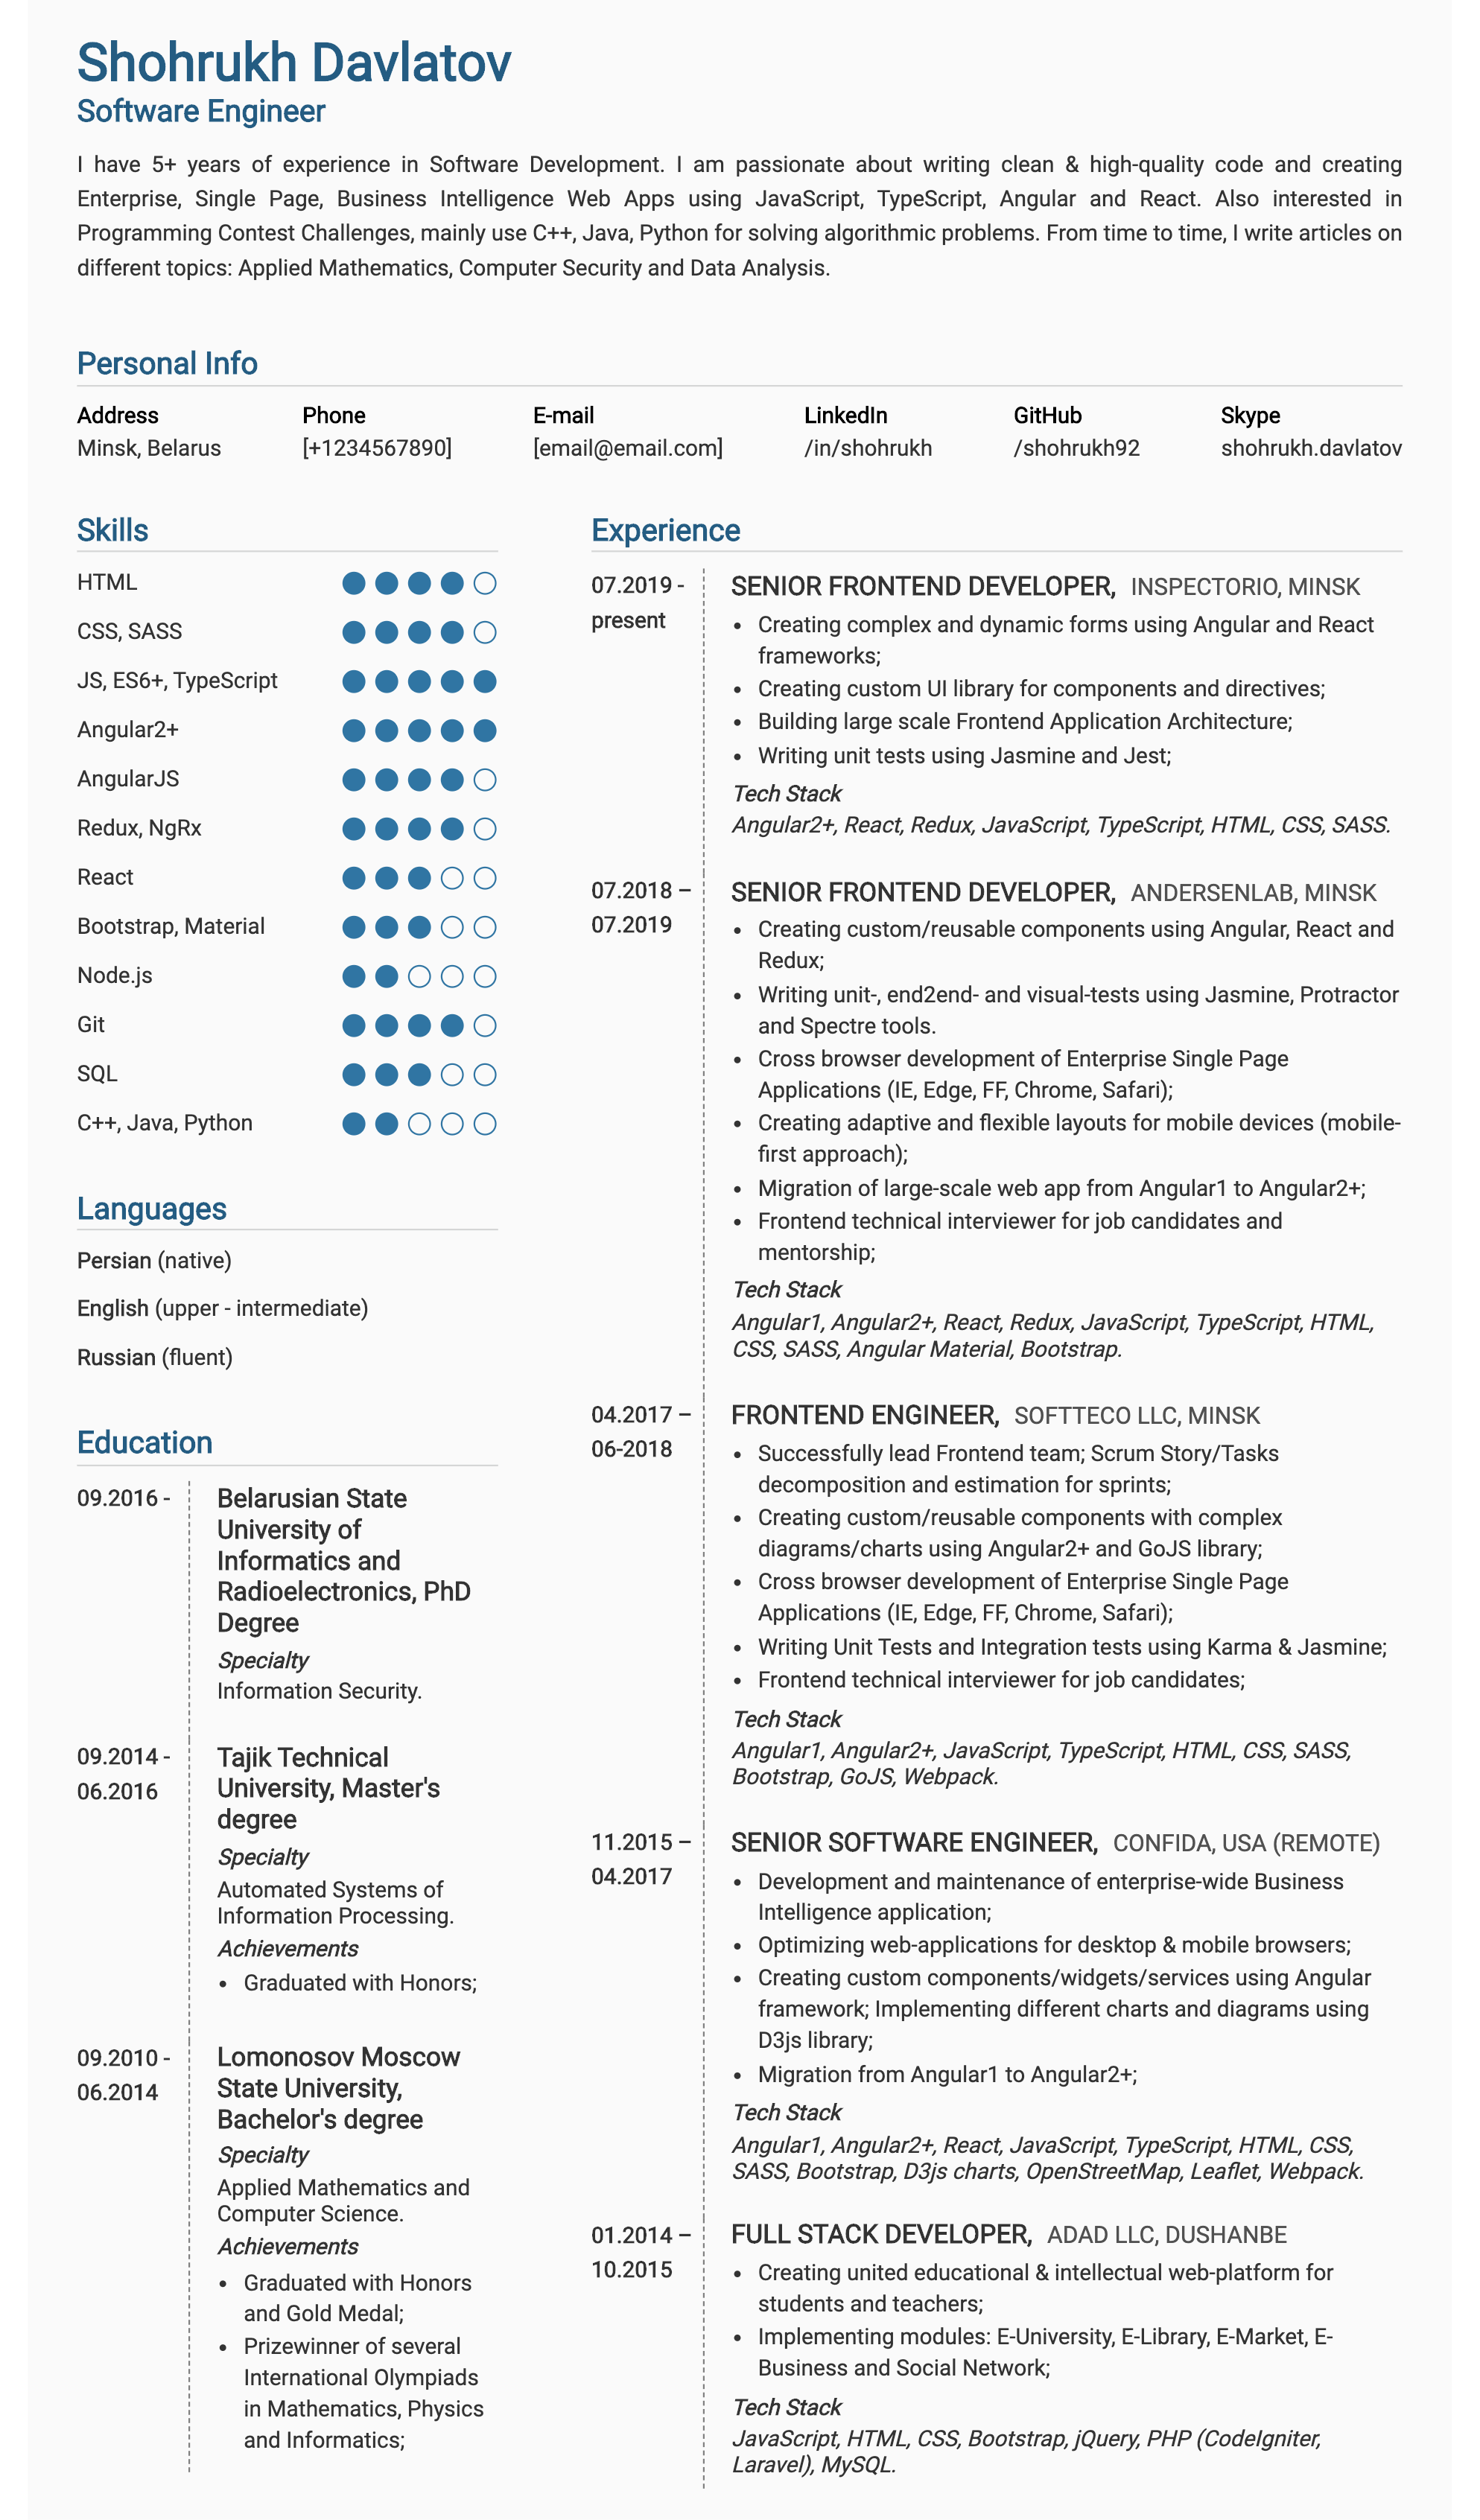 Shohrukh Davlatov
Software Engineer
I have 5+ years of experience in Software Development. I am passionate about writing clean & high-quality code and creating
Enterprise, Single Page, Business Intelligence Web Apps using JavaScript, TypeScript, Angular and React. Also interested in
Programming Contest Challenges, mainly use C++, Java, Python for solving algorithmic problems. From time to time, I write articles on
different topics: Applied Mathematics, Computer Security and Data Analysis.
Personal Info
Address
Minsk, Belarus
Phone
[+1234567890]
E-mail
[email@email.com]
LinkedIn
/in/shohrukh
GitHub
/shohrukh92
Skype
shohrukh.davlatov
Skills
HTML
CSS, SASS
JS, ES6+, TypeScript
Angular2+
AngularJS
Redux, NgRx
React
Bootstrap, Material
Node.js
Git
SQL
C++, Java, Python
Languages
Persian (native)
English (upper - intermediate)
Russian (fluent)
Education
09.2016 -
Belarusian State
University of
Informatics and
Radioelectronics, PhD
Degree
Specialty
Information Security.
09.2014 -
06.2016
Tajik Technical
University, Master's
degree
Specialty
Automated Systems of
Information Processing.
Achievements
• Graduated with Honors;
09.2010 -
06.2014
Lomonosov Moscow
State University,
Bachelor's degree
Specialty
Applied Mathematics and
Computer Science.
Achievements
• Graduated with Honors
and Gold Medal;
• Prizewinner of several
International Olympiads
in Mathematics, Physics
and Informatics;
Experience
07.2019 -
present
SENIOR FRONTEND DEVELOPER, INSPECTORIO, MINSK
• Creating complex and dynamic forms using Angular and React
frameworks;
• Creating custom UI library for components and directives;
• Building large scale Frontend Application Architecture;
• Writing unit tests using Jasmine and Jest;
Tech Stack
Angular2+, React, Redux, JavaScript, TypeScript, HTML, CSS, SASS.
07.2018 –
07.2019
SENIOR FRONTEND DEVELOPER, ANDERSENLAB, MINSK
• Creating custom/reusable components using Angular, React and
Redux;
• Writing unit-, end2end- and visual-tests using Jasmine, Protractor
and Spectre tools.
• Cross browser development of Enterprise Single Page
Applications (IE, Edge, FF, Chrome, Safari);
• Creating adaptive and flexible layouts for mobile devices (mobile-
first approach);
• Migration of large-scale web app from Angular1 to Angular2+;
• Frontend technical interviewer for job candidates and
mentorship;
Tech Stack
Angular1, Angular2+, React, Redux, JavaScript, TypeScript, HTML,
CSS, SASS, Angular Material, Bootstrap.
04.2017 –
06-2018
FRONTEND ENGINEER, SOFTTECO LLC, MINSK
• Successfully lead Frontend team; Scrum Story/Tasks
decomposition and estimation for sprints;
• Creating custom/reusable components with complex
diagrams/charts using Angular2+ and GoJS library;
• Cross browser development of Enterprise Single Page
Applications (IE, Edge, FF, Chrome, Safari);
• Writing Unit Tests and Integration tests using Karma & Jasmine;
• Frontend technical interviewer for job candidates;
Tech Stack
Angular1, Angular2+, JavaScript, TypeScript, HTML, CSS, SASS,
Bootstrap, GoJS, Webpack.
11.2015 –
04.2017
SENIOR SOFTWARE ENGINEER, CONFIDA, USA (REMOTE)
• Development and maintenance of enterprise-wide Business
Intelligence application;
• Optimizing web-applications for desktop & mobile browsers;
• Creating custom components/widgets/services using Angular
framework; Implementing different charts and diagrams using
D3js library;
• Migration from Angular1 to Angular2+;
Tech Stack
Angular1, Angular2+, React, JavaScript, TypeScript, HTML, CSS,
SASS, Bootstrap, D3js charts, OpenStreetMap, Leaflet, Webpack.
01.2014 –
10.2015
FULL STACK DEVELOPER, ADAD LLC, DUSHANBE
• Creating united educational & intellectual web-platform for
students and teachers;
• Implementing modules: E-University, E-Library, E-Market, E-
Business and Social Network;
Tech Stack
JavaScript, HTML, CSS, Bootstrap, jQuery, PHP (CodeIgniter,
Laravel), MySQL.